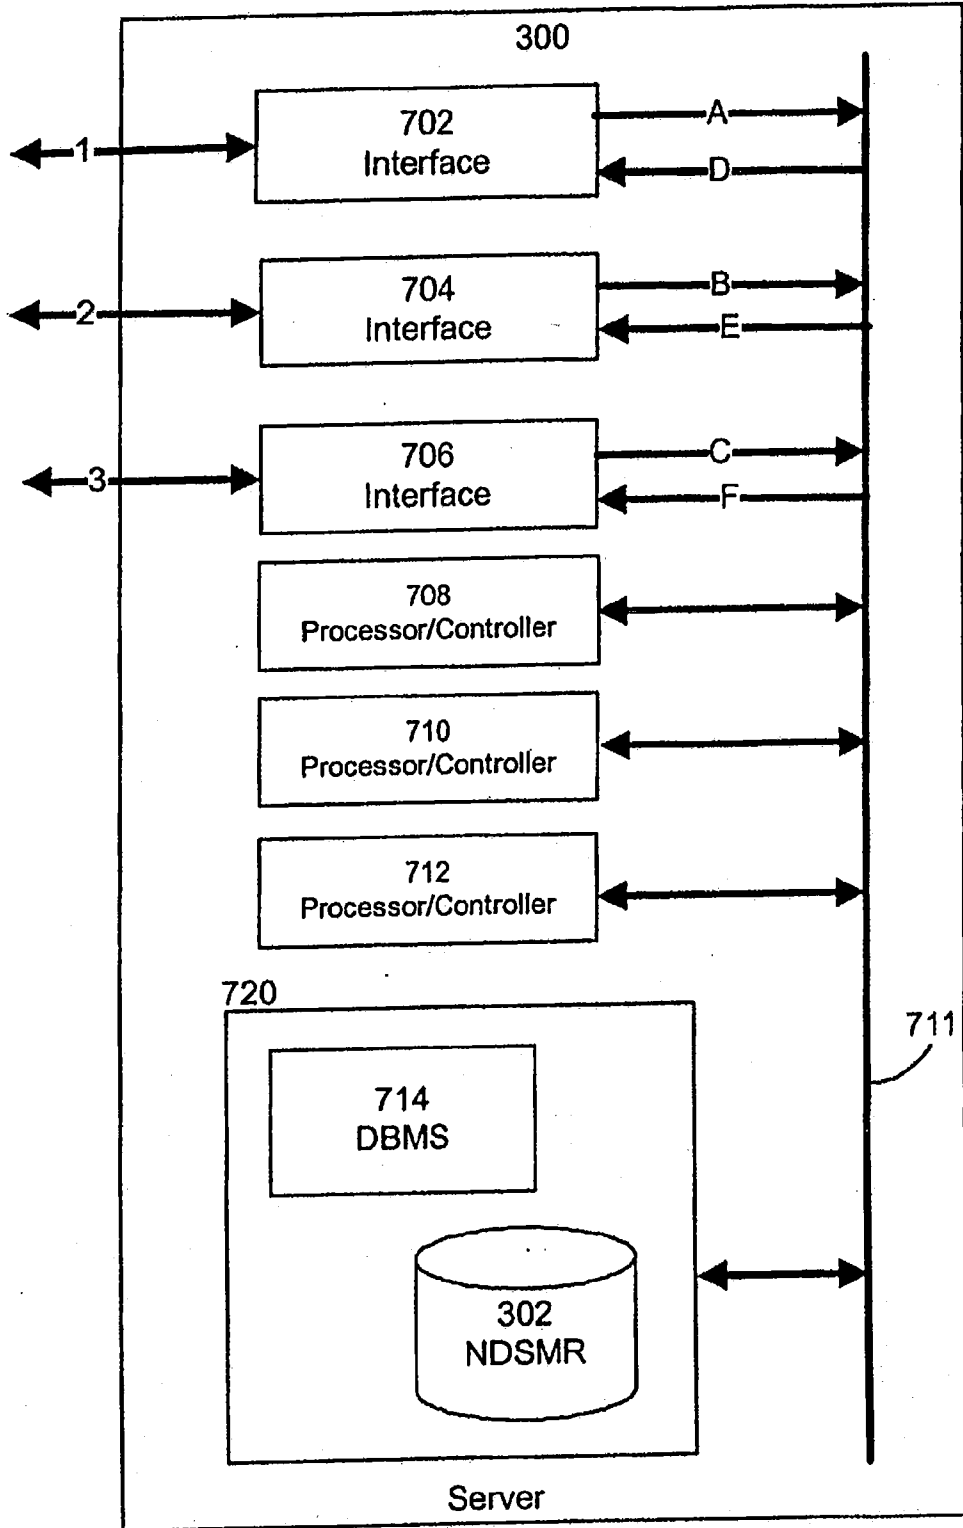 300
702
Interface
A
D
1
704
Interface
B
E
2
706
Interface
C
F
3
708
Processor/Controller
710
Processor/Controller
712
Processor/Controller
720
711
714
DBMS
302
NDSMR
Server